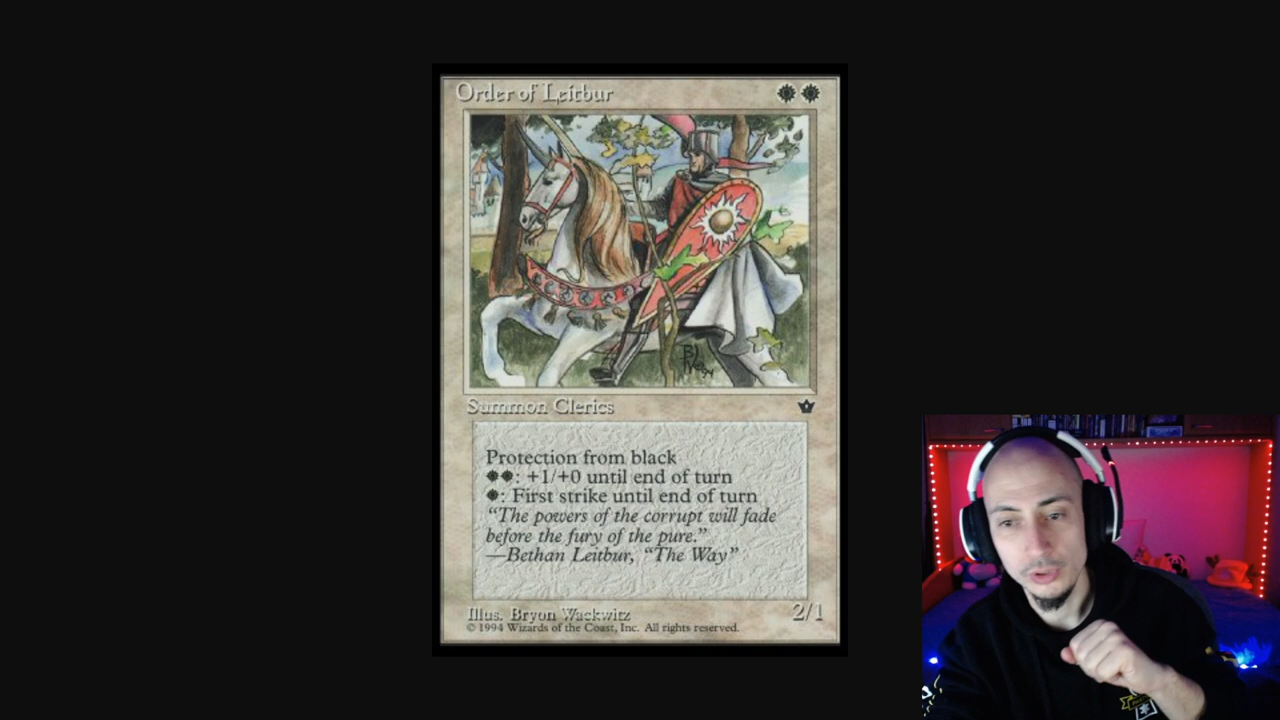 Order of Leitbur
Summon Clerics
Protection from black
: +1/+0 until end of turn
: First strike until end of turn
“The powers of the corrupt will fade
before the fury of the pure.”
—Bethan Leitbur, “The Way”
Illus. Bryon Wackwitz
2/1
© 1994 Wizards of the Coast, Inc. All rights reserved.